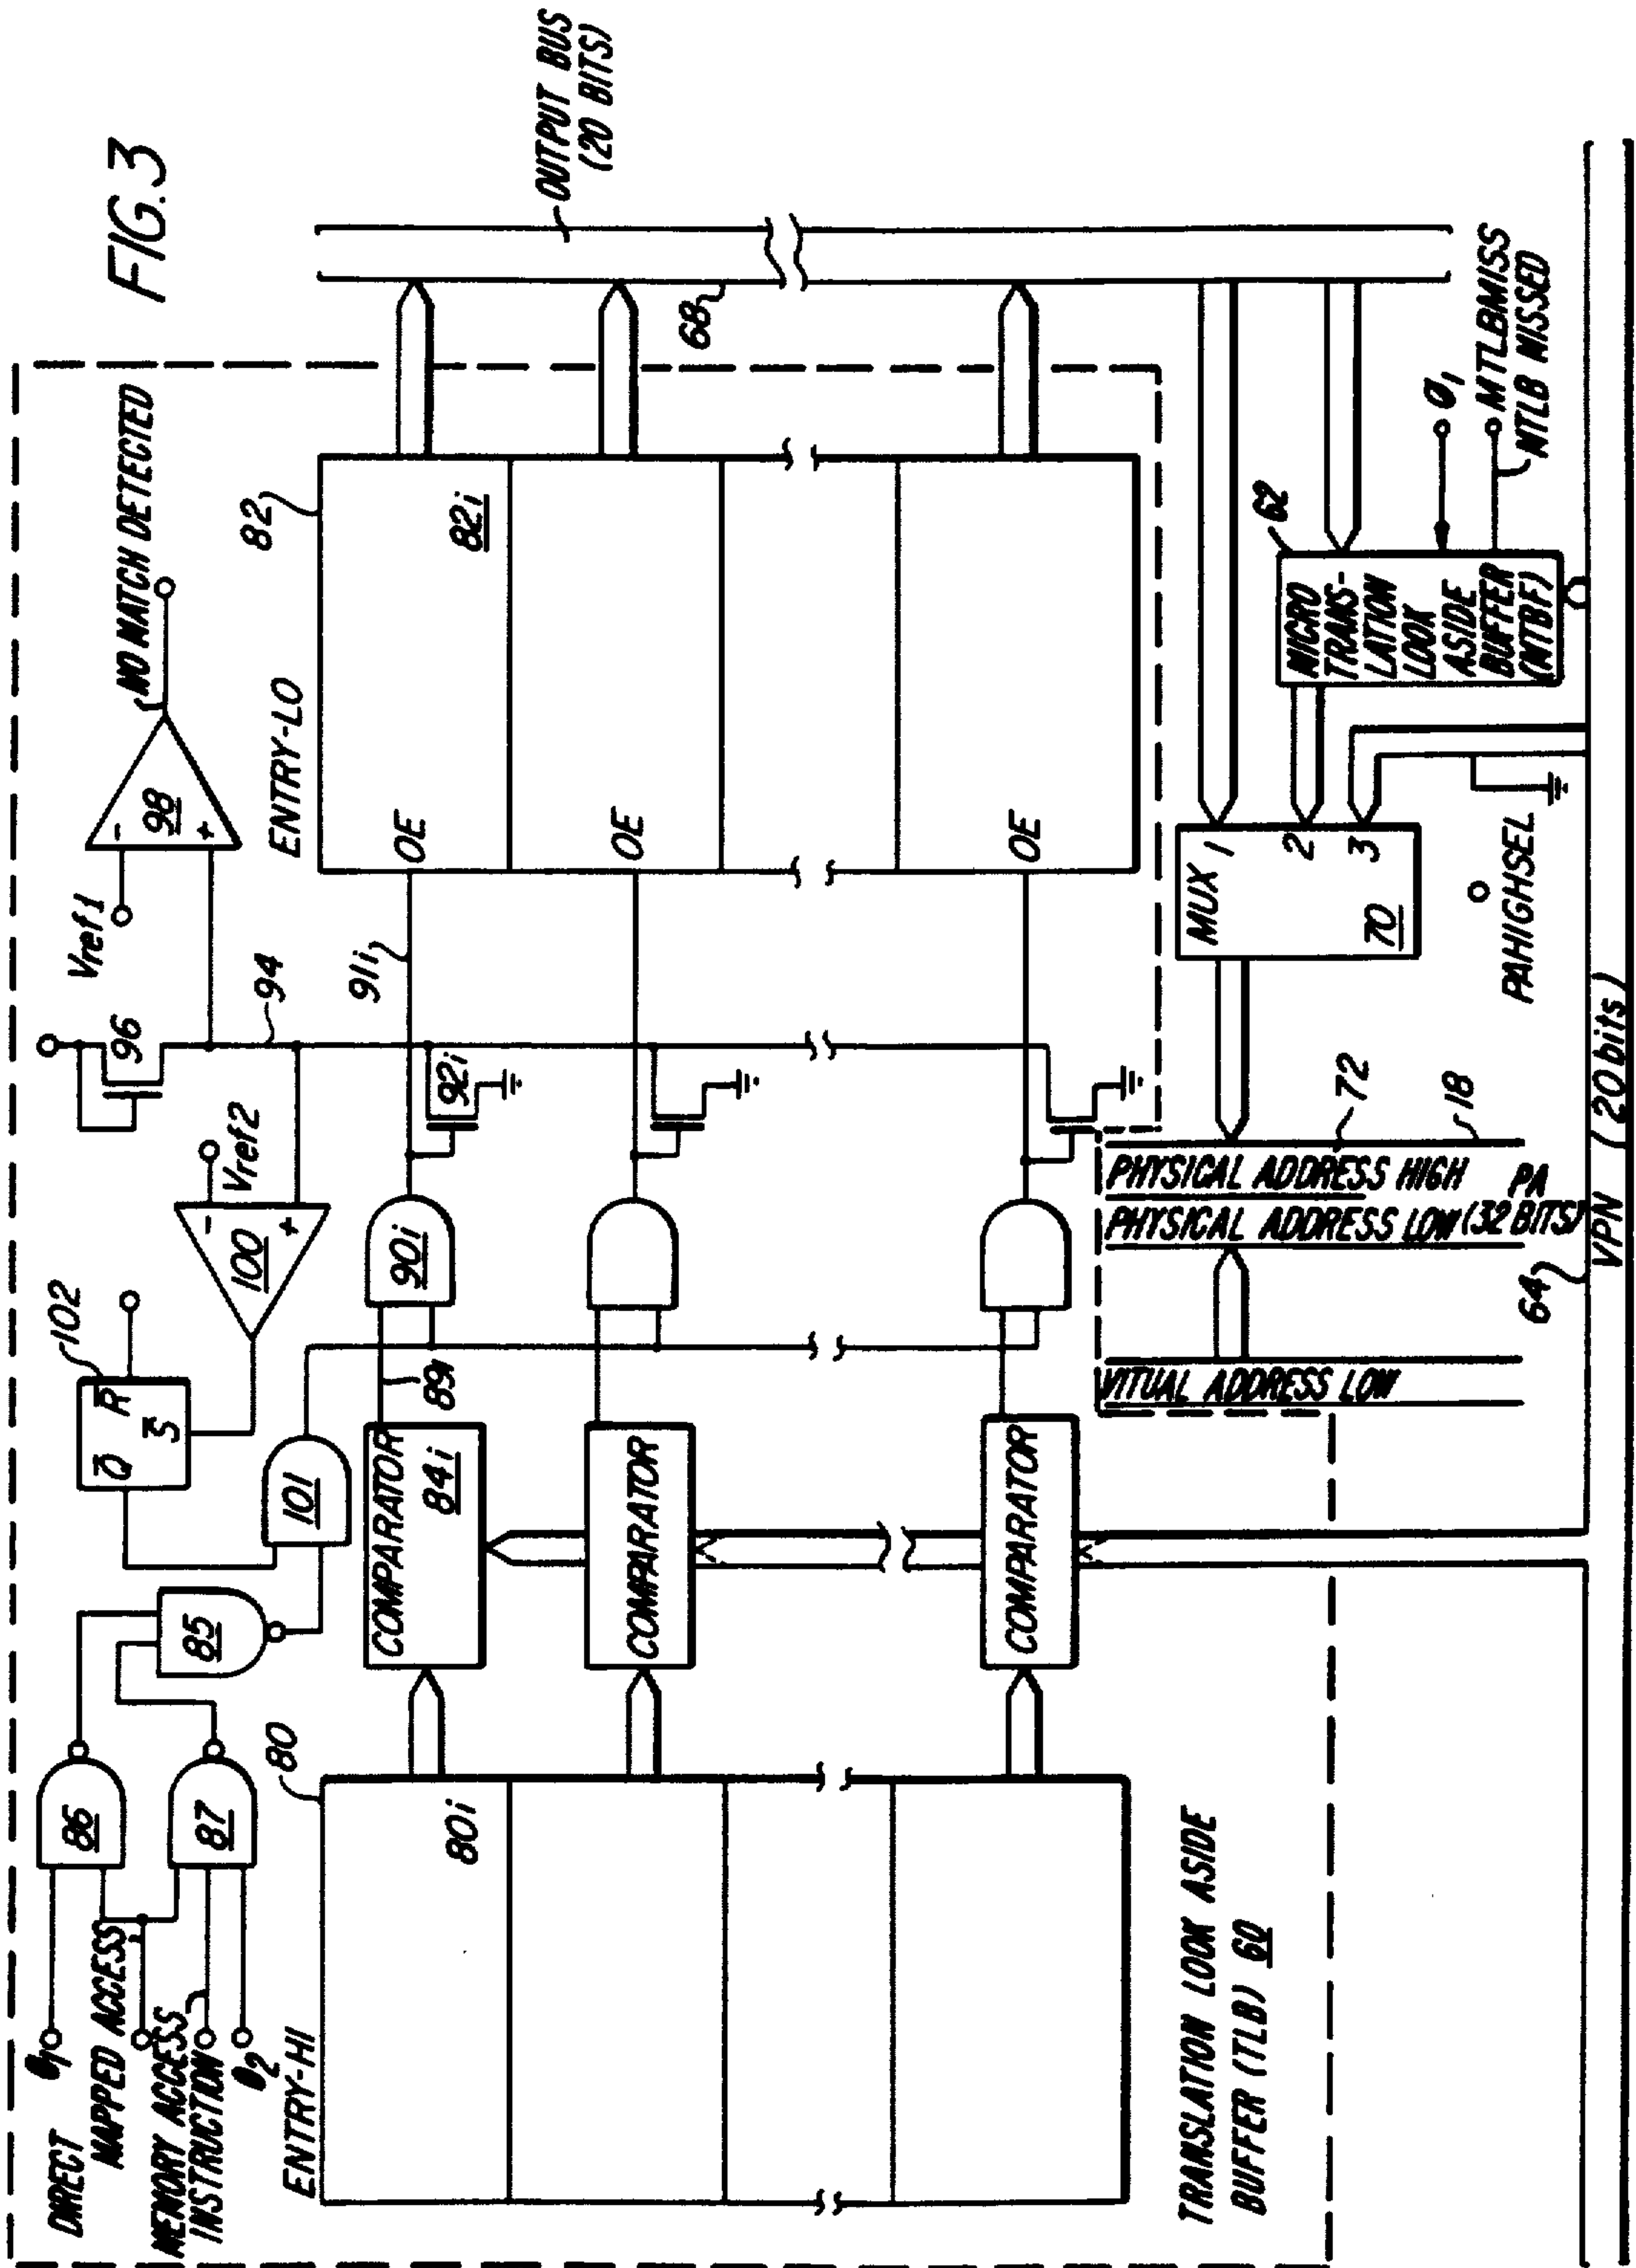 FIG.3
Ø1
DIRECT
MAPPED ACCESS
MEMORY ACCESS
INSTRUCTION
Ø2
86
87
85
101
Q̅
R̅
S̅
102
100
-
+
Vref2
96
94
Vref1
-
+
98
NO MATCH DETECTED
ENTRY-HI
80
80i
COMPARATOR
84i
89i
90i
92i
91i
ENTRY-LO
82
82i
OE
OE
OE
COMPARATOR
COMPARATOR
68
OUTPUT BUS
(20 BITS)
TRANSLATION LOOK ASIDE
BUFFER (TLB) 60
VITUAL ADDRESS LOW
PHYSICAL ADDRESS HIGH
PHYSICAL ADDRESS LOW
PA
(32 BITS)
72
18
MUX
1
2
3
70
PAHIGHSEL
62
MICRO
TRANS-
LATION
LOOK
ASIDE
BUFFER
(MTBF)
Ø1
MTLBMISS
MTLB MISSED
64
VPN (20 bits)